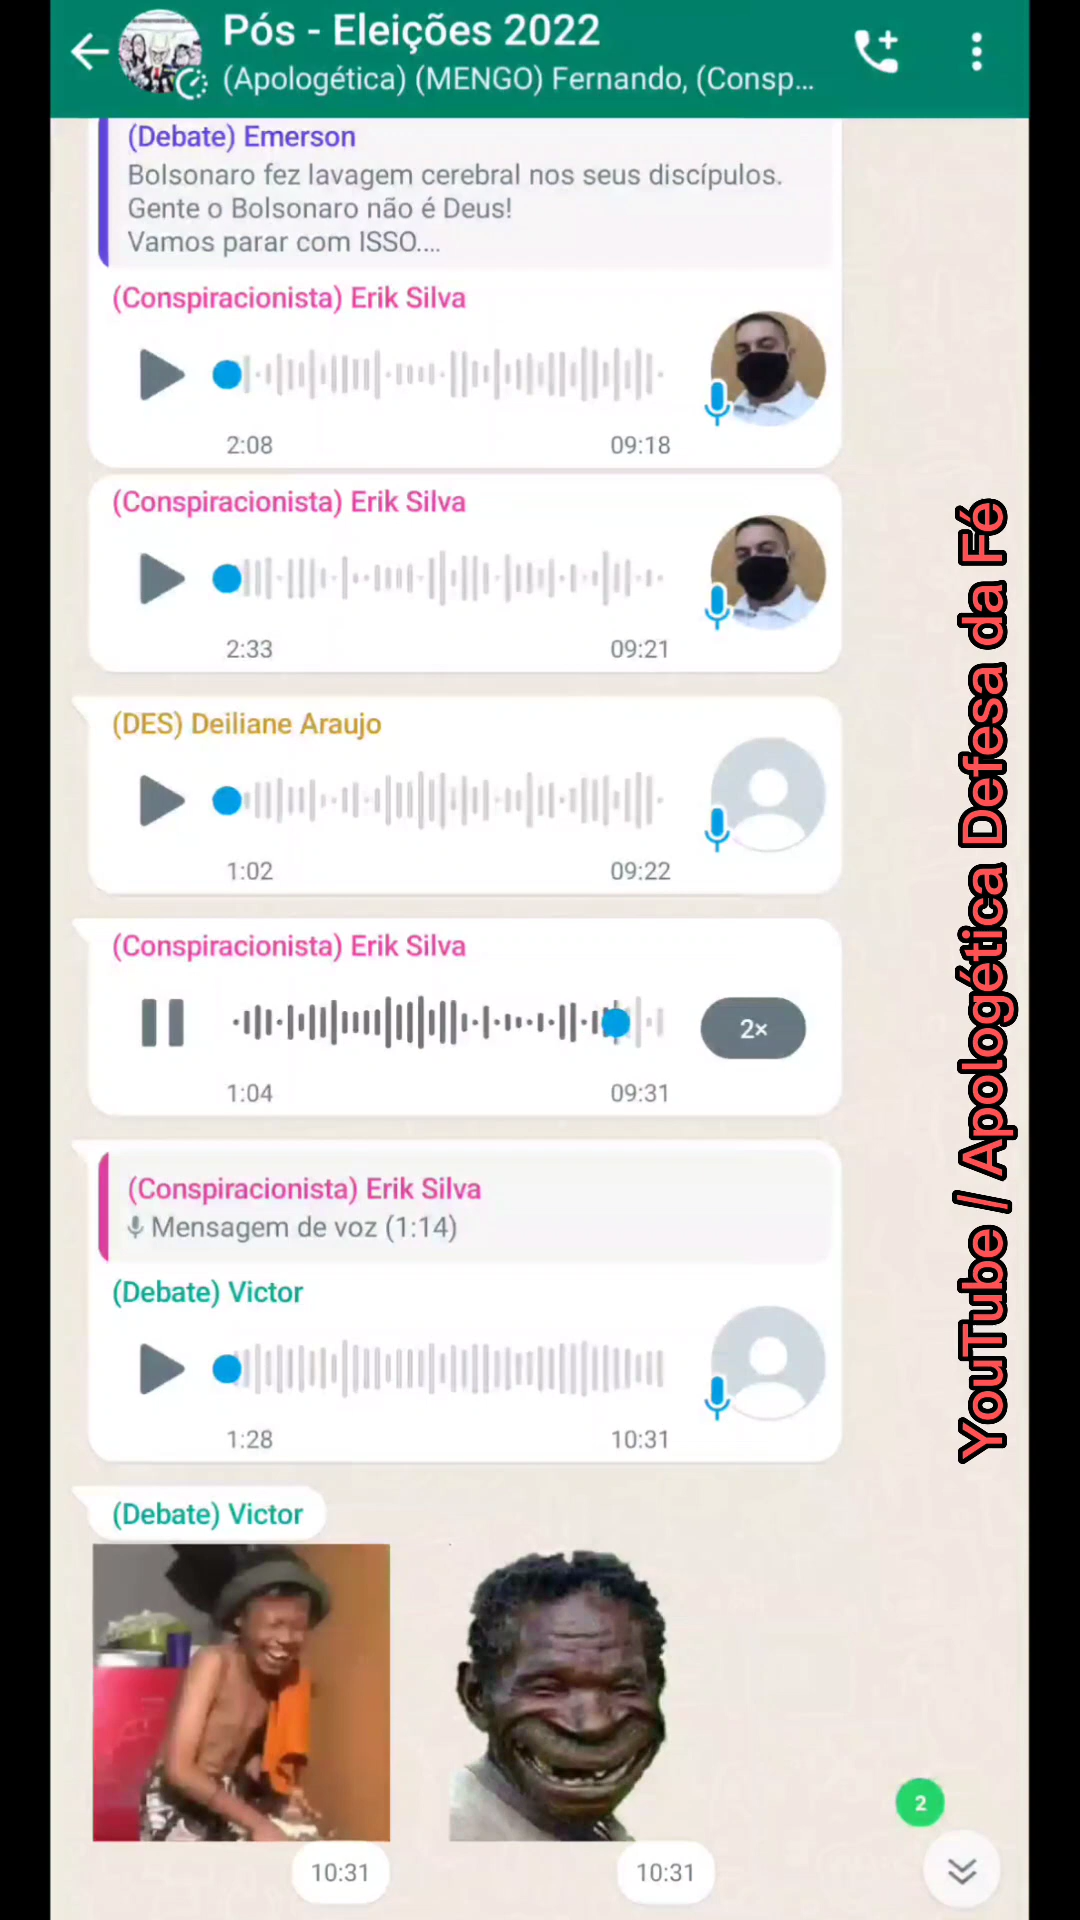 Pós - Eleições 2022
(Apologética) (MENGO) Fernando, (Consp...
(Debate) Emerson
Bolsonaro fez lavagem cerebral nos seus discípulos.
Gente o Bolsonaro não é Deus!
Vamos parar com ISSO....
(Conspiracionista) Erik Silva
2:08 09:18
(Conspiracionista) Erik Silva
2:33 09:21
(DES) Deiliane Araujo
1:02 09:22
(Conspiracionista) Erik Silva
2×
1:04 09:31
(Conspiracionista) Erik Silva
Mensagem de voz (1:14)
(Debate) Victor
1:28 10:31
(Debate) Victor
2
10:31 10:31
YouTube / Apologética Defesa da Fé